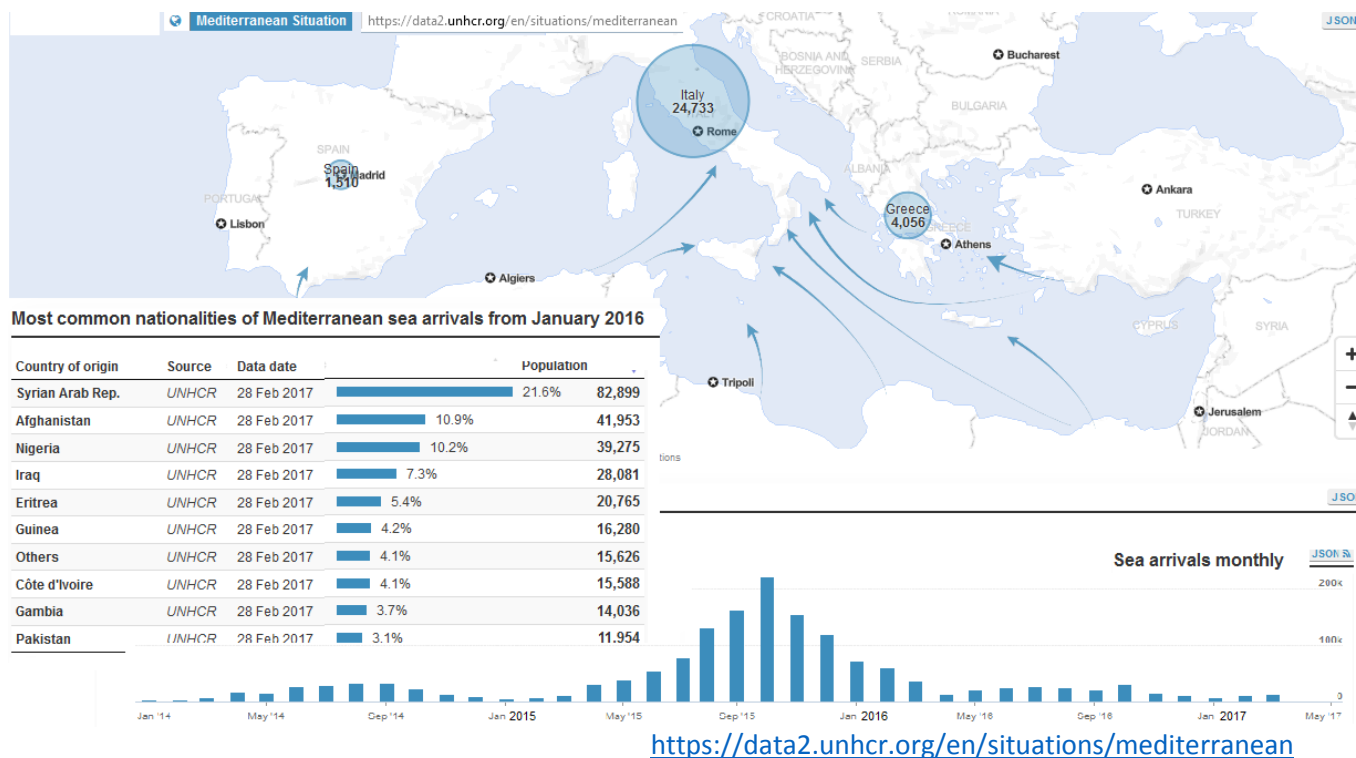 Mediterranean Situation
https://data2.unhcr.org/en/situations/mediterranean
JSON
CROATIA
BOSNIA AND
HERZEGOVINA
SERBIA
Bucharest
BULGARIA
Italy
24,733
ITALY
Rome
SPAIN
Spain
Madrid
1,510
PORTUGAL
Lisbon
ALBANIA
Greece
4,056
GREECE
Athens
Ankara
TURKEY
Algiers
CYPRUS
SYRIA
Tripoli
Jerusalem
JORDAN
+
−
tions
JSO
Most common nationalities of Mediterranean sea arrivals from January 2016
Country of origin Source Data date Population
Syrian Arab Rep. UNHCR 28 Feb 2017 21.6% 82,899
Afghanistan UNHCR 28 Feb 2017 10.9% 41,953
Nigeria UNHCR 28 Feb 2017 10.2% 39,275
Iraq UNHCR 28 Feb 2017 7.3% 28,081
Eritrea UNHCR 28 Feb 2017 5.4% 20,765
Guinea UNHCR 28 Feb 2017 4.2% 16,280
Others UNHCR 28 Feb 2017 4.1% 15,626
Côte d'Ivoire UNHCR 28 Feb 2017 4.1% 15,588
Gambia UNHCR 28 Feb 2017 3.7% 14,036
Pakistan UNHCR 28 Feb 2017 3.1% 11,954
Sea arrivals monthly
JSON
200k
100k
0
Jan '14 May '14 Sep '14 Jan 2015 May '15 Sep '15 Jan 2016 May '16 Sep '16 Jan 2017 May '17
https://data2.unhcr.org/en/situations/mediterranean